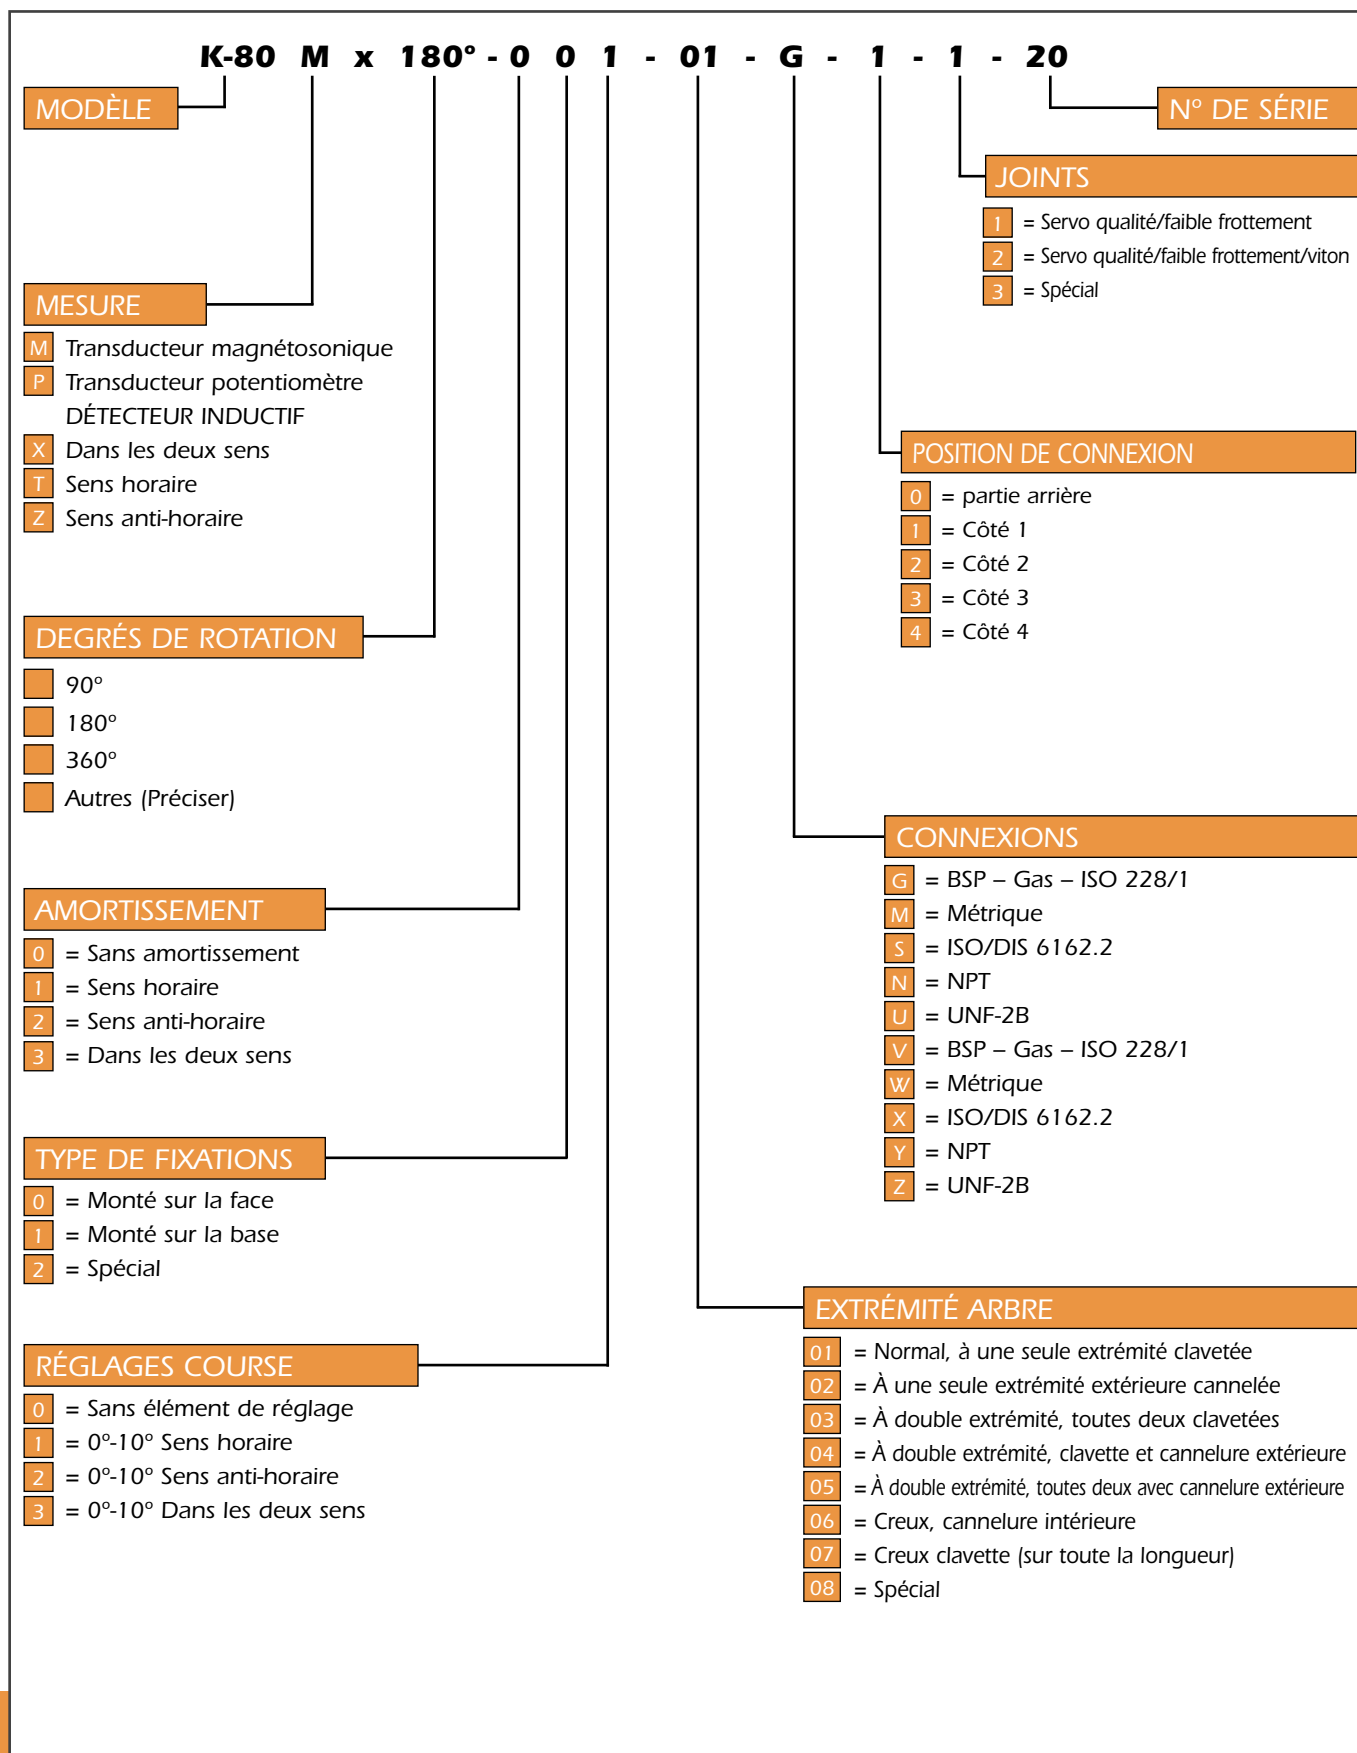 K-80 M x 180° - 0 0 1 - 01 - G - 1 - 1 - 20
MODÈLE
N° DE SÉRIE
JOINTS
1 = Servo qualité/faible frottement
2 = Servo qualité/faible frottement/viton
3 = Spécial
MESURE
M Transducteur magnétosonique
P Transducteur potentiomètre
DÉTECTEUR INDUCTIF
X Dans les deux sens
T Sens horaire
Z Sens anti-horaire
POSITION DE CONNEXION
0 = partie arrière
1 = Côté 1
2 = Côté 2
3 = Côté 3
4 = Côté 4
DEGRÉS DE ROTATION
90°
180°
360°
Autres (Préciser)
CONNEXIONS
G = BSP – Gas – ISO 228/1
M = Métrique
S = ISO/DIS 6162.2
N = NPT
U = UNF-2B
V = BSP – Gas – ISO 228/1
W = Métrique
X = ISO/DIS 6162.2
Y = NPT
Z = UNF-2B
AMORTISSEMENT
0 = Sans amortissement
1 = Sens horaire
2 = Sens anti-horaire
3 = Dans les deux sens
TYPE DE FIXATIONS
0 = Monté sur la face
1 = Monté sur la base
2 = Spécial
EXTRÉMITÉ ARBRE
01 = Normal, à une seule extrémité clavetée
02 = À une seule extrémité extérieure cannelée
03 = À double extrémité, toutes deux clavetées
04 = À double extrémité, clavette et cannelure extérieure
05 = À double extrémité, toutes deux avec cannelure extérieure
06 = Creux, cannelure intérieure
07 = Creux clavette (sur toute la longueur)
08 = Spécial
RÉGLAGES COURSE
0 = Sans élément de réglage
1 = 0°-10° Sens horaire
2 = 0°-10° Sens anti-horaire
3 = 0°-10° Dans les deux sens